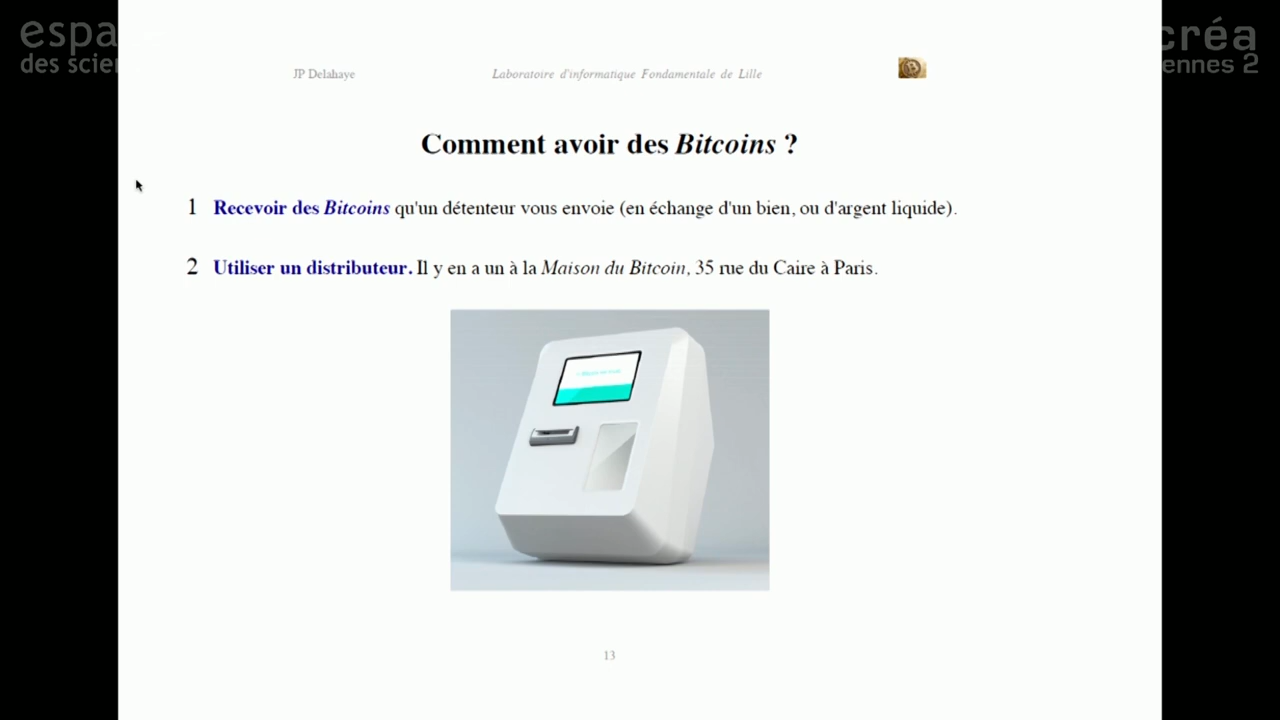 espa
des scien
créa
ennes 2
JP Delahaye
Laboratoire d'informatique Fondamentale de Lille
Comment avoir des Bitcoins ?
1 Recevoir des Bitcoins qu'un détenteur vous envoie (en échange d'un bien, ou d'argent liquide).
2 Utiliser un distributeur. Il y en a un à la Maison du Bitcoin, 35 rue du Caire à Paris.
13